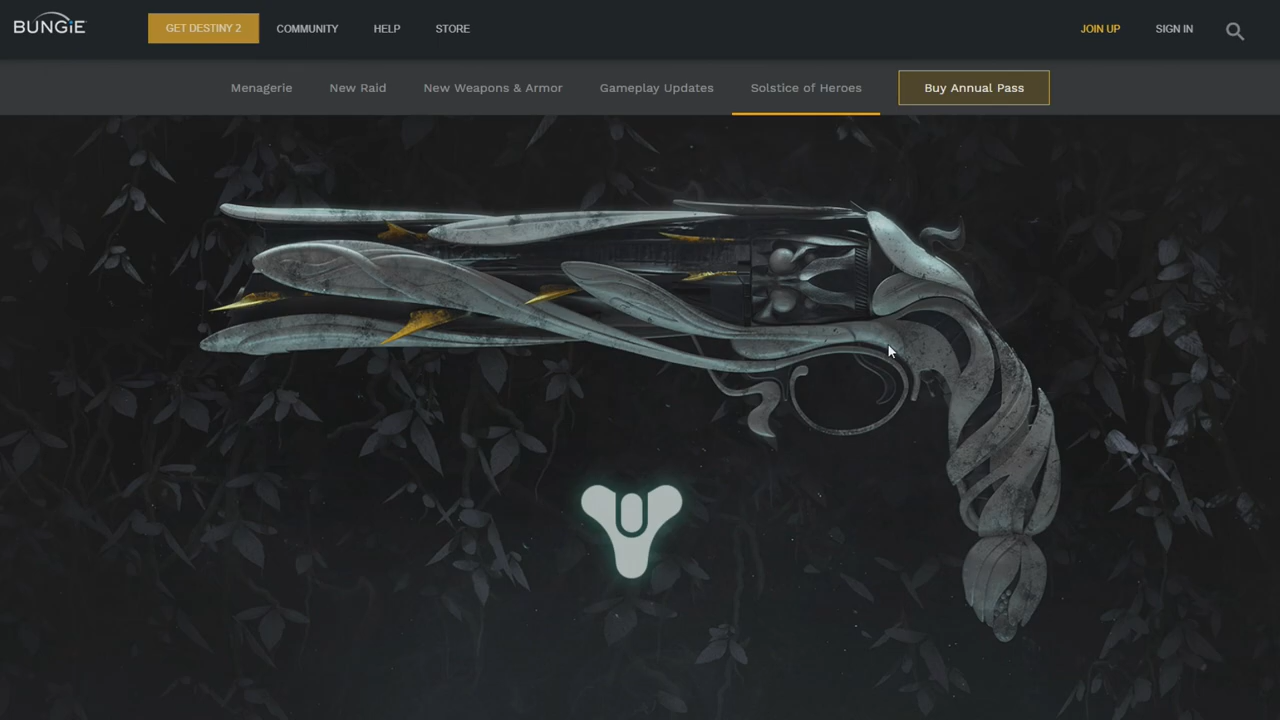 BUNGiE
GET DESTINY 2
COMMUNITY
HELP
STORE
JOIN UP
SIGN IN
Menagerie
New Raid
New Weapons & Armor
Gameplay Updates
Solstice of Heroes
Buy Annual Pass